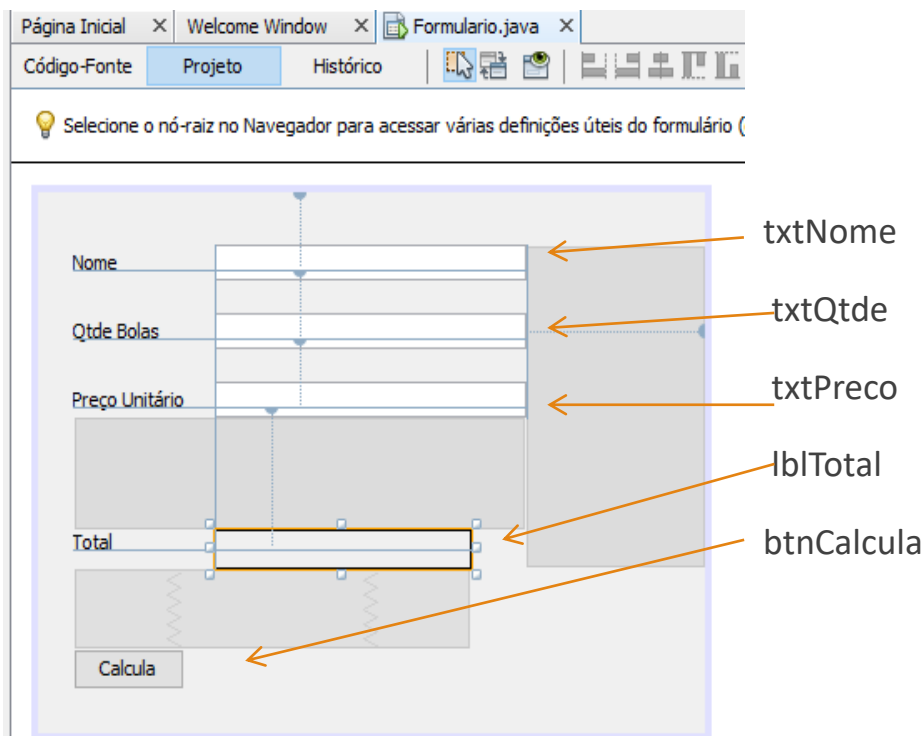 Página Inicial Welcome Window Formulario.java
Código-Fonte Projeto Histórico
Selecione o nó-raiz no Navegador para acessar várias definições úteis do formulário (
txtNome
Nome
txtQtde
Qtde Bolas
txtPreco
Preço Unitário
lblTotal
Total
btnCalcula
Calcula